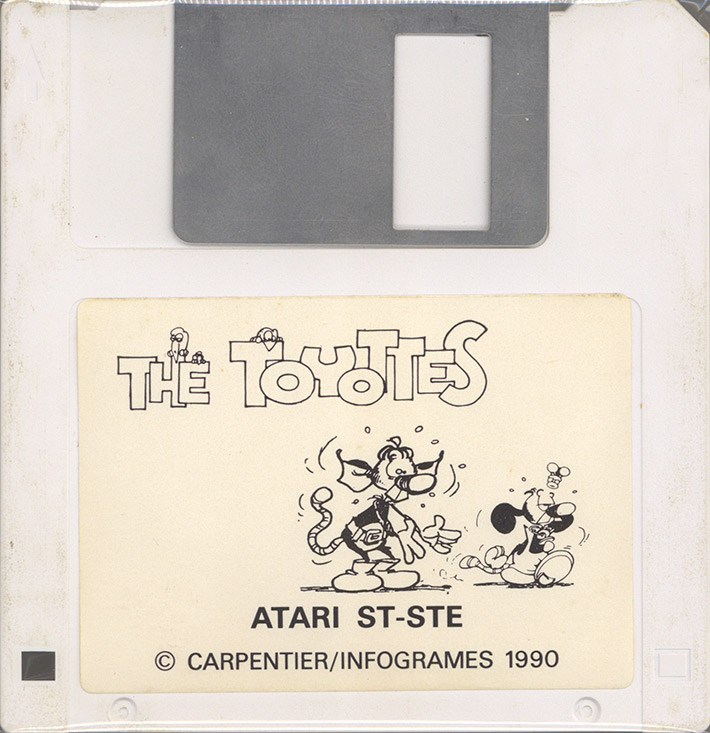 THE TOYOTTES
ATARI ST-STE
© CARPENTIER/INFOGRAMES 1990